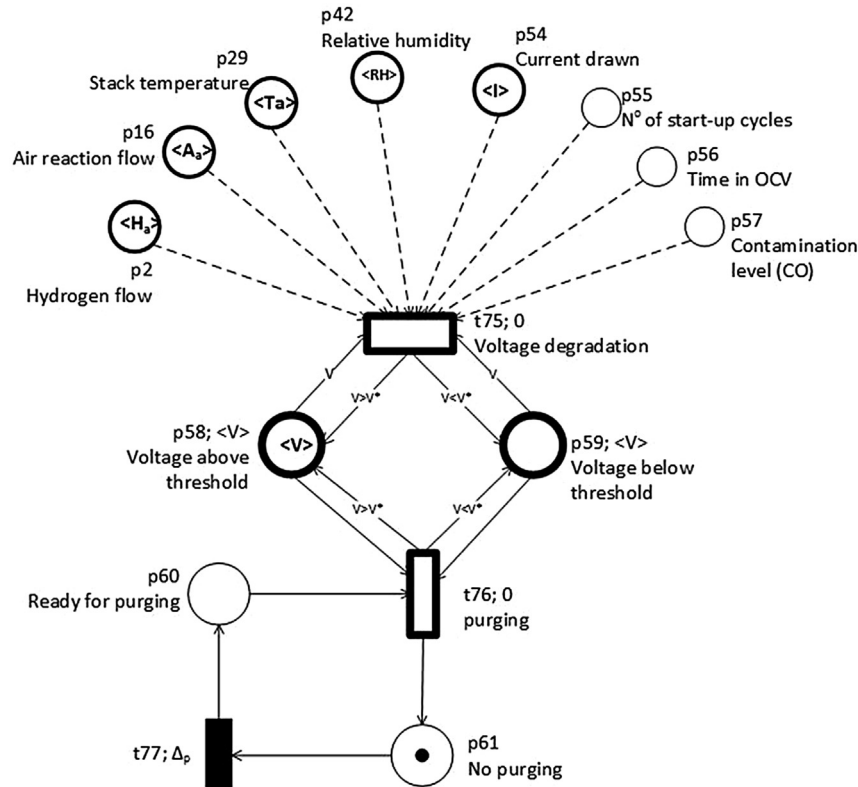 p42
Relative humidity
<RH>
p54
Current drawn
<I>
p29
Stack temperature
<Ta>
p55
N° of start-up cycles
p16
Air reaction flow
<Aₐ>
p56
Time in OCV
<Hₐ>
p2
Hydrogen flow
p57
Contamination
level (CO)
t75; 0
Voltage degradation
V
V>V*
V<V*
V
p58; <V>
Voltage above
threshold
<V>
p59; <V>
Voltage below
threshold
V>V*
V<V*
p60
Ready for purging
t76; 0
purging
t77; Δₚ
p61
No purging